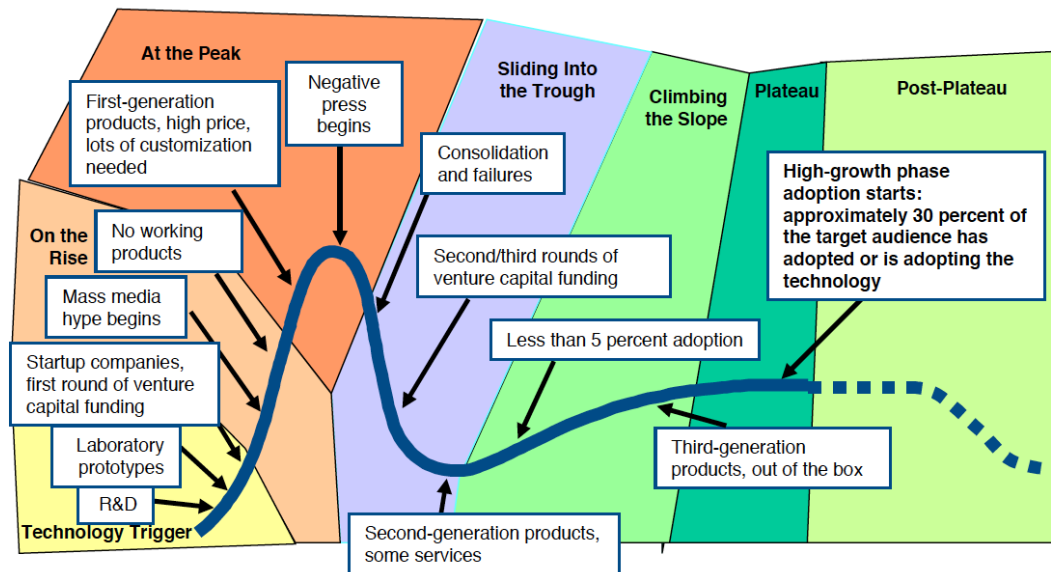 At the Peak
Negative
press
begins
Sliding Into
the Trough
Climbing
the Slope
Plateau
Post-Plateau
First-generation
products, high price,
lots of customization
needed
Consolidation
and failures
High-growth phase
adoption starts:
approximately 30 percent of
the target audience has
adopted or is adopting the
technology
On the
Rise
No working
products
Second/third rounds of
venture capital funding
Mass media
hype begins
Less than 5 percent adoption
Startup companies,
first round of venture
capital funding
Laboratory
prototypes
Third-generation
products, out of the box
R&D
Technology Trigger
Second-generation products,
some services